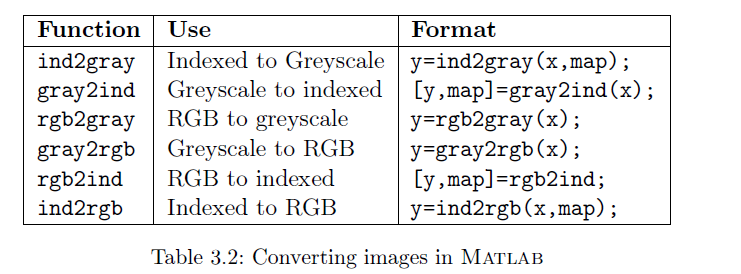 Function Use Format
ind2gray Indexed to Greyscale y=ind2gray(x,map);
gray2ind Greyscale to indexed [y,map]=gray2ind(x);
rgb2gray RGB to greyscale y=rgb2gray(x);
gray2rgb Greyscale to RGB y=gray2rgb(x);
rgb2ind RGB to indexed [y,map]=rgb2ind;
ind2rgb Indexed to RGB y=ind2rgb(x,map);
Table 3.2: Converting images in MATLAB